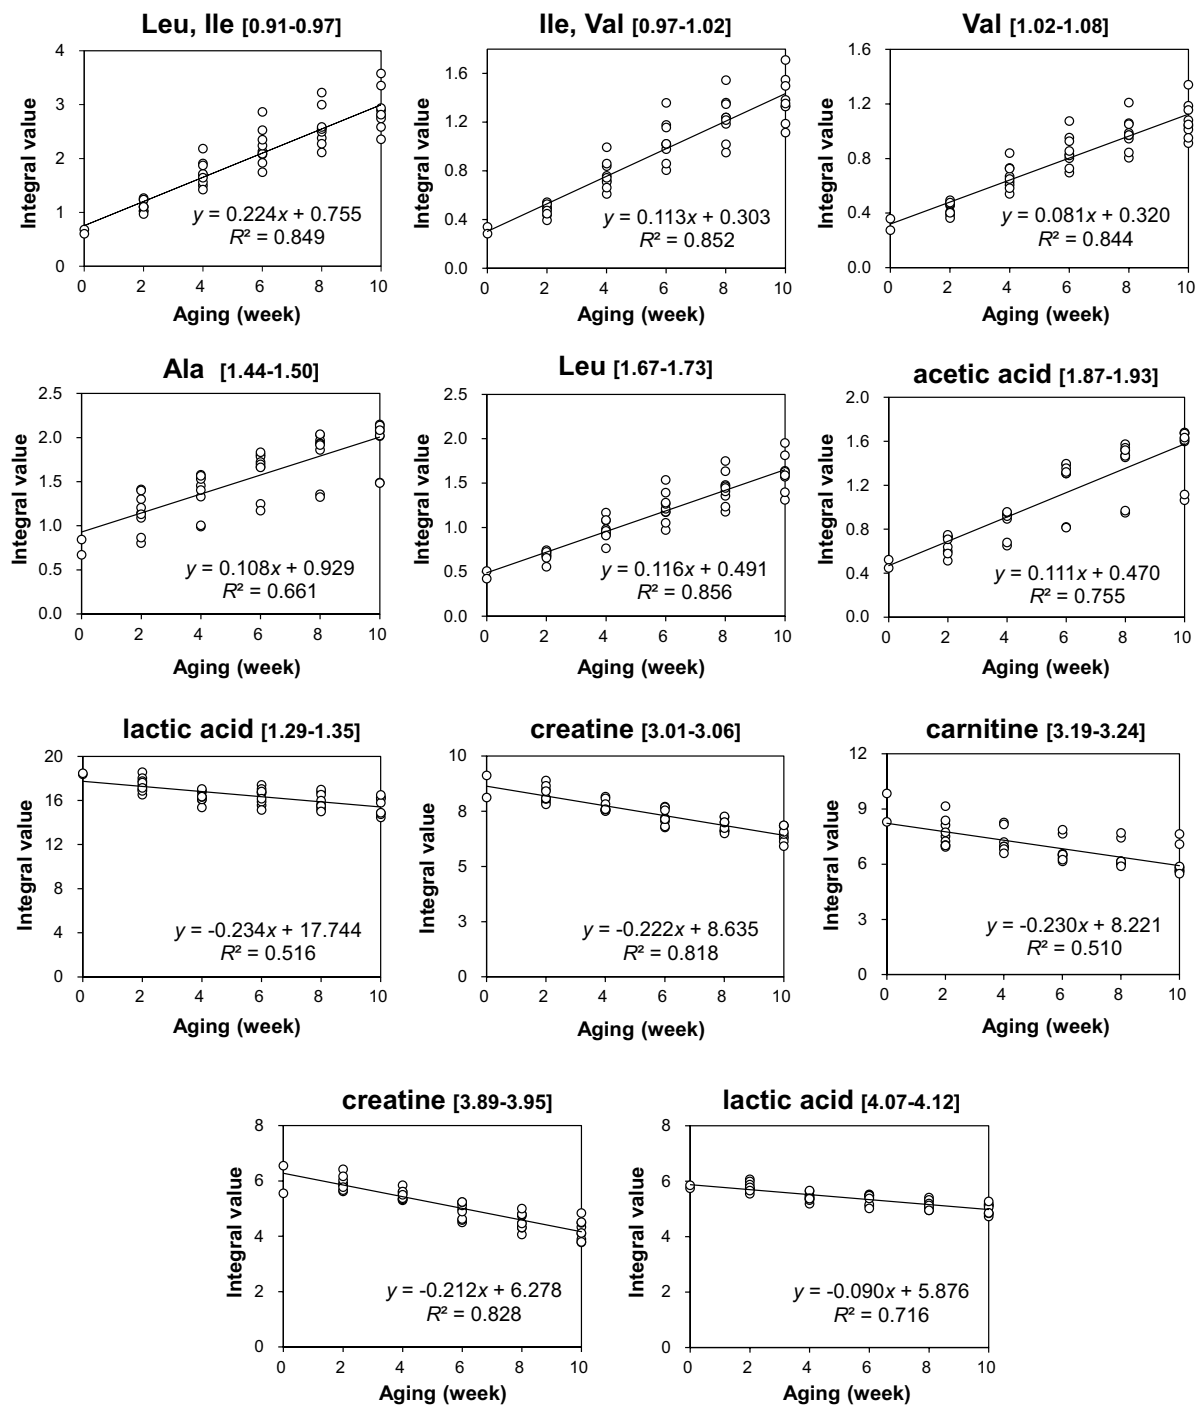 Leu, Ile [0.91-0.97]
Integral value
4
3
2
1
0
y = 0.224x + 0.755
R² = 0.849
0 2 4 6 8 10
Aging (week)
Ile, Val [0.97-1.02]
Integral value
1.6
1.2
0.8
0.4
0.0
y = 0.113x + 0.303
R² = 0.852
0 2 4 6 8 10
Aging (week)
Val [1.02-1.08]
Integral value
1.6
1.2
0.8
0.4
0.0
y = 0.081x + 0.320
R² = 0.844
0 2 4 6 8 10
Aging (week)
Ala [1.44-1.50]
Integral value
2.5
2.0
1.5
1.0
0.5
0.0
y = 0.108x + 0.929
R² = 0.661
0 2 4 6 8 10
Aging (week)
Leu [1.67-1.73]
Integral value
2.5
2.0
1.5
1.0
0.5
0.0
y = 0.116x + 0.491
R² = 0.856
0 2 4 6 8 10
Aging (week)
acetic acid [1.87-1.93]
Integral value
2.0
1.6
1.2
0.8
0.4
0.0
y = 0.111x + 0.470
R² = 0.755
0 2 4 6 8 10
Aging (week)
lactic acid [1.29-1.35]
Integral value
20
16
12
8
4
0
y = -0.234x + 17.744
R² = 0.516
0 2 4 6 8 10
Aging (week)
creatine [3.01-3.06]
Integral value
10
8
5
3
0
y = -0.222x + 8.635
R² = 0.818
0 2 4 6 8 10
Aging (week)
carnitine [3.19-3.24]
Integral value
12
9
6
3
0
y = -0.230x + 8.221
R² = 0.510
0 2 4 6 8 10
Aging (week)
creatine [3.89-3.95]
Integral value
8
6
4
2
0
y = -0.212x + 6.278
R² = 0.828
0 2 4 6 8 10
Aging (week)
lactic acid [4.07-4.12]
Integral value
8
6
4
2
0
y = -0.090x + 5.876
R² = 0.716
0 2 4 6 8 10
Aging (week)